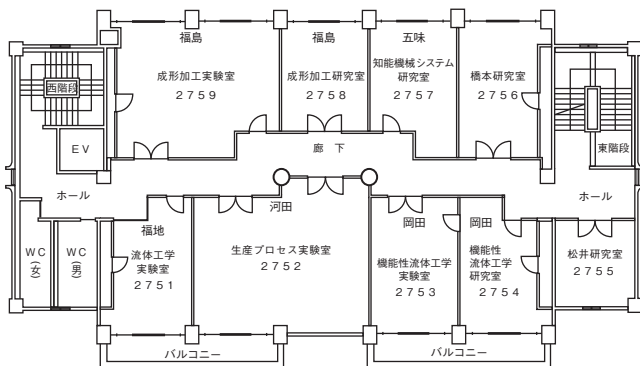 福島
成形加工実験室
2759
福島
成形加工研究室
2758
五味
知能機械システム
研究室
2757
橋本研究室
2756
西階段
EV
ホール
廊 下
東階段
ホール
WC
(女)
WC
(男)
福地
流体工学
実験室
2751
河田
生産プロセス実験室
2752
岡田
機能性流体工学
実験室
2753
岡田
機能性
流体工学
研究室
2754
松井研究室
2755
バルコニー
バルコニー